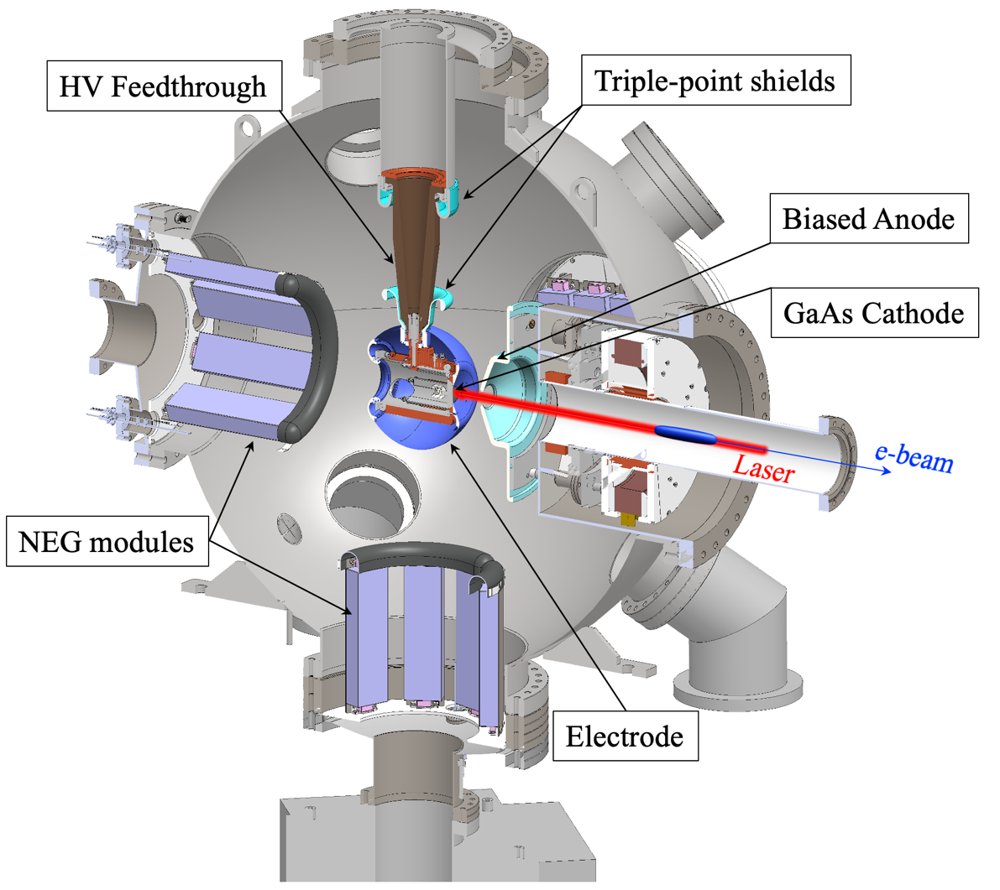 HV Feedthrough
Triple-point shields
Biased Anode
GaAs Cathode
Laser
e-beam
NEG modules
Electrode